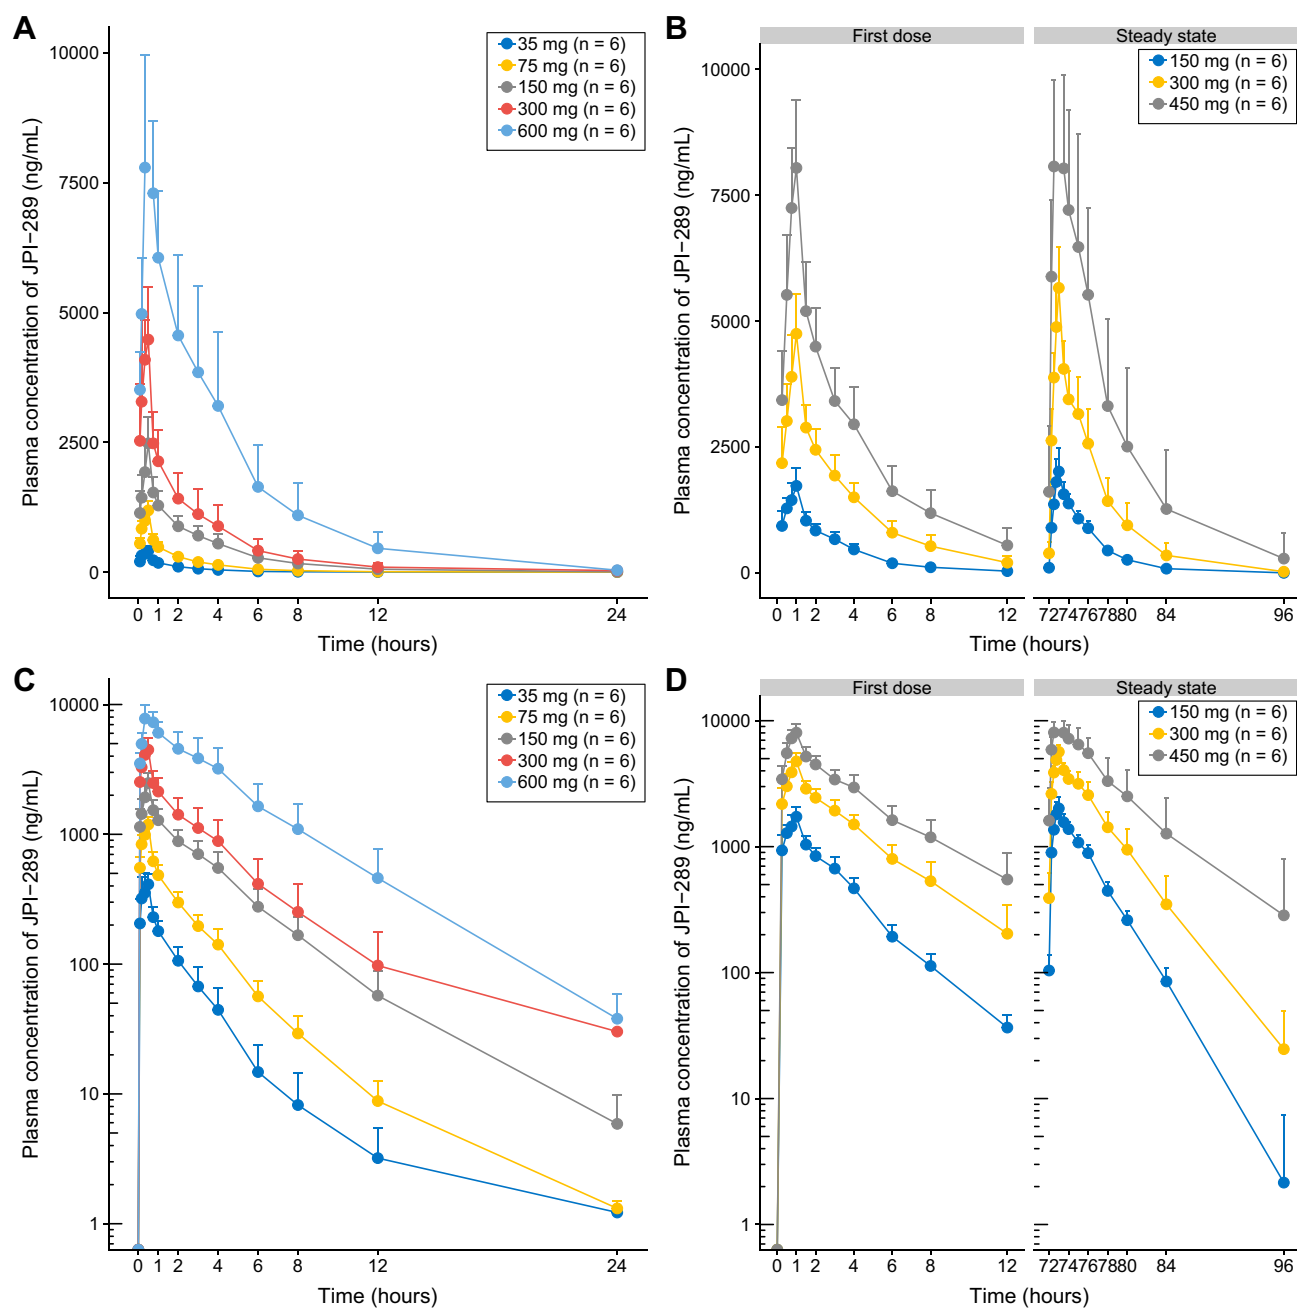 A
Plasma concentration of JPI−289 (ng/mL)
10000
7500
5000
2500
0
35 mg (n = 6)
75 mg (n = 6)
150 mg (n = 6)
300 mg (n = 6)
600 mg (n = 6)
0 1 2 4 6 8 12 24
Time (hours)
B
First dose Steady state
Plasma concentration of JPI−289 (ng/mL)
10000
7500
5000
2500
0
150 mg (n = 6)
300 mg (n = 6)
450 mg (n = 6)
0 1 2 4 6 8 12 727476788084 96
Time (hours)
C
Plasma concentration of JPI−289 (ng/mL)
10000
1000
100
10
1
35 mg (n = 6)
75 mg (n = 6)
150 mg (n = 6)
300 mg (n = 6)
600 mg (n = 6)
0 1 2 4 6 8 12 24
Time (hours)
D
First dose Steady state
Plasma concentration of JPI−289 (ng/mL)
10000
1000
100
10
1
150 mg (n = 6)
300 mg (n = 6)
450 mg (n = 6)
0 1 2 4 6 8 12 7274767880 84 96
Time (hours)